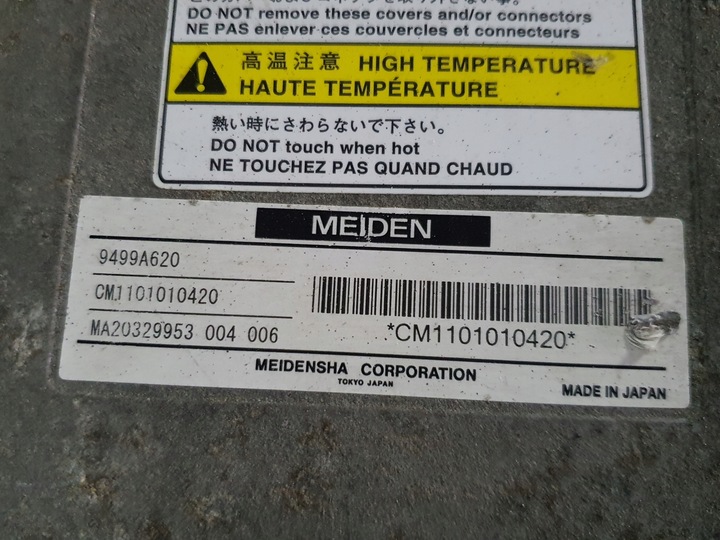 DO NOT remove these covers and/or connectors
NE PAS enlever ces couvercles et connecteurs
高温注意 HIGH TEMPERATURE
HAUTE TEMPÉRATURE
熱い時にさわらないで下さい。
DO NOT touch when hot
NE TOUCHEZ PAS QUAND CHAUD
MEIDEN
9499A620
CM1101010420
MA20329953 004 006
*CM1101010420*
MEIDENSHA CORPORATION
TOKYO JAPAN
MADE IN JAPAN